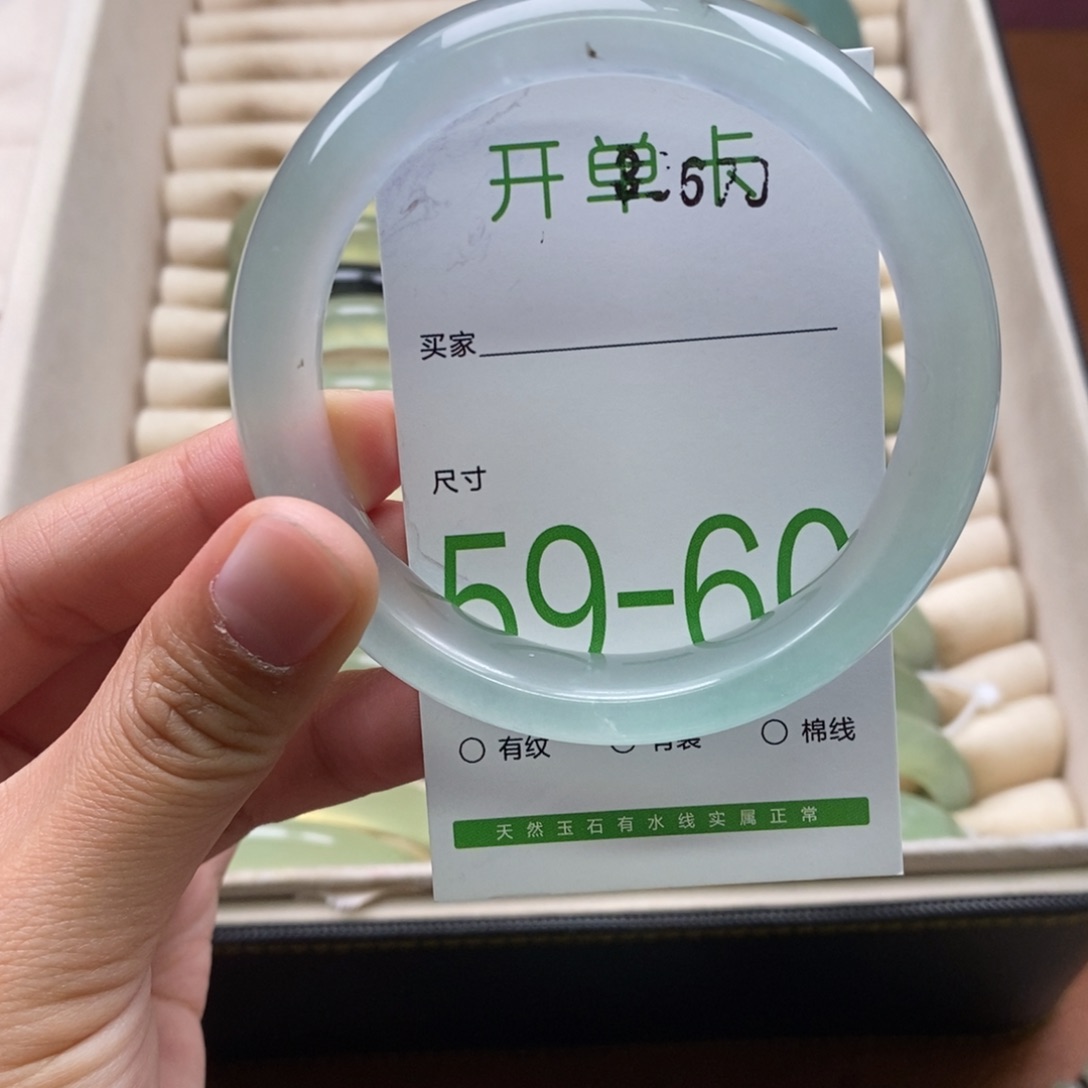 开单卡
买家
尺寸
59-60
有纹
棉线
天然玉石有水线实属正常